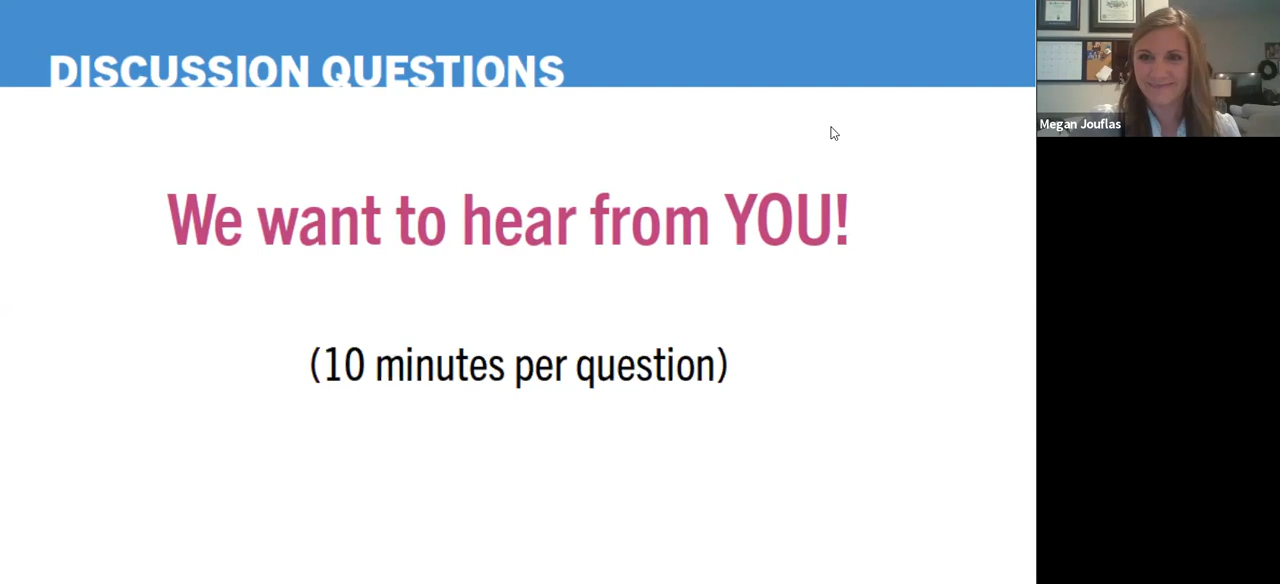 DISCUSSION QUESTIONS
We want to hear from YOU!
(10 minutes per question)
Megan Jouflas